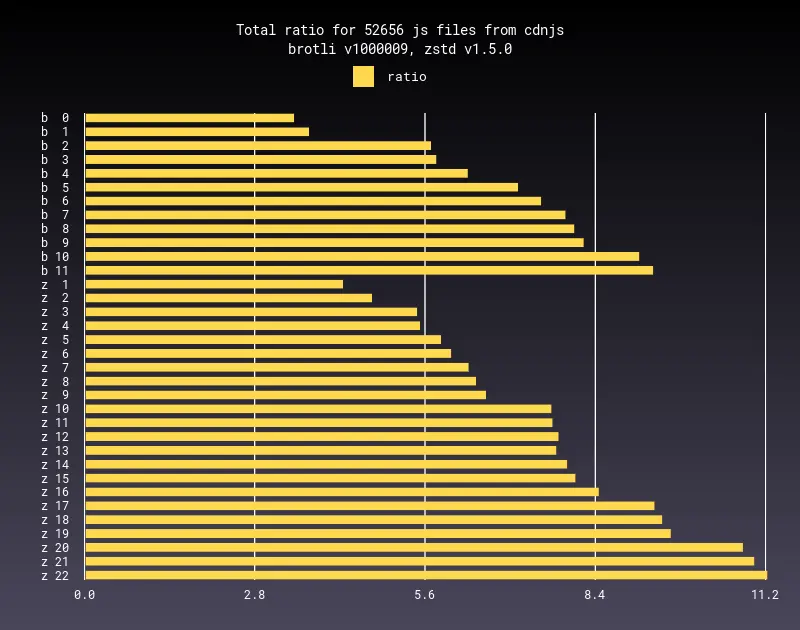 Total ratio for 52656 js files from cdnjs
brotli v1000009, zstd v1.5.0
ratio
b 0
b 1
b 2
b 3
b 4
b 5
b 6
b 7
b 8
b 9
b 10
b 11
z 1
z 2
z 3
z 4
z 5
z 6
z 7
z 8
z 9
z 10
z 11
z 12
z 13
z 14
z 15
z 16
z 17
z 18
z 19
z 20
z 21
z 22
0.0 2.8 5.6 8.4 11.2